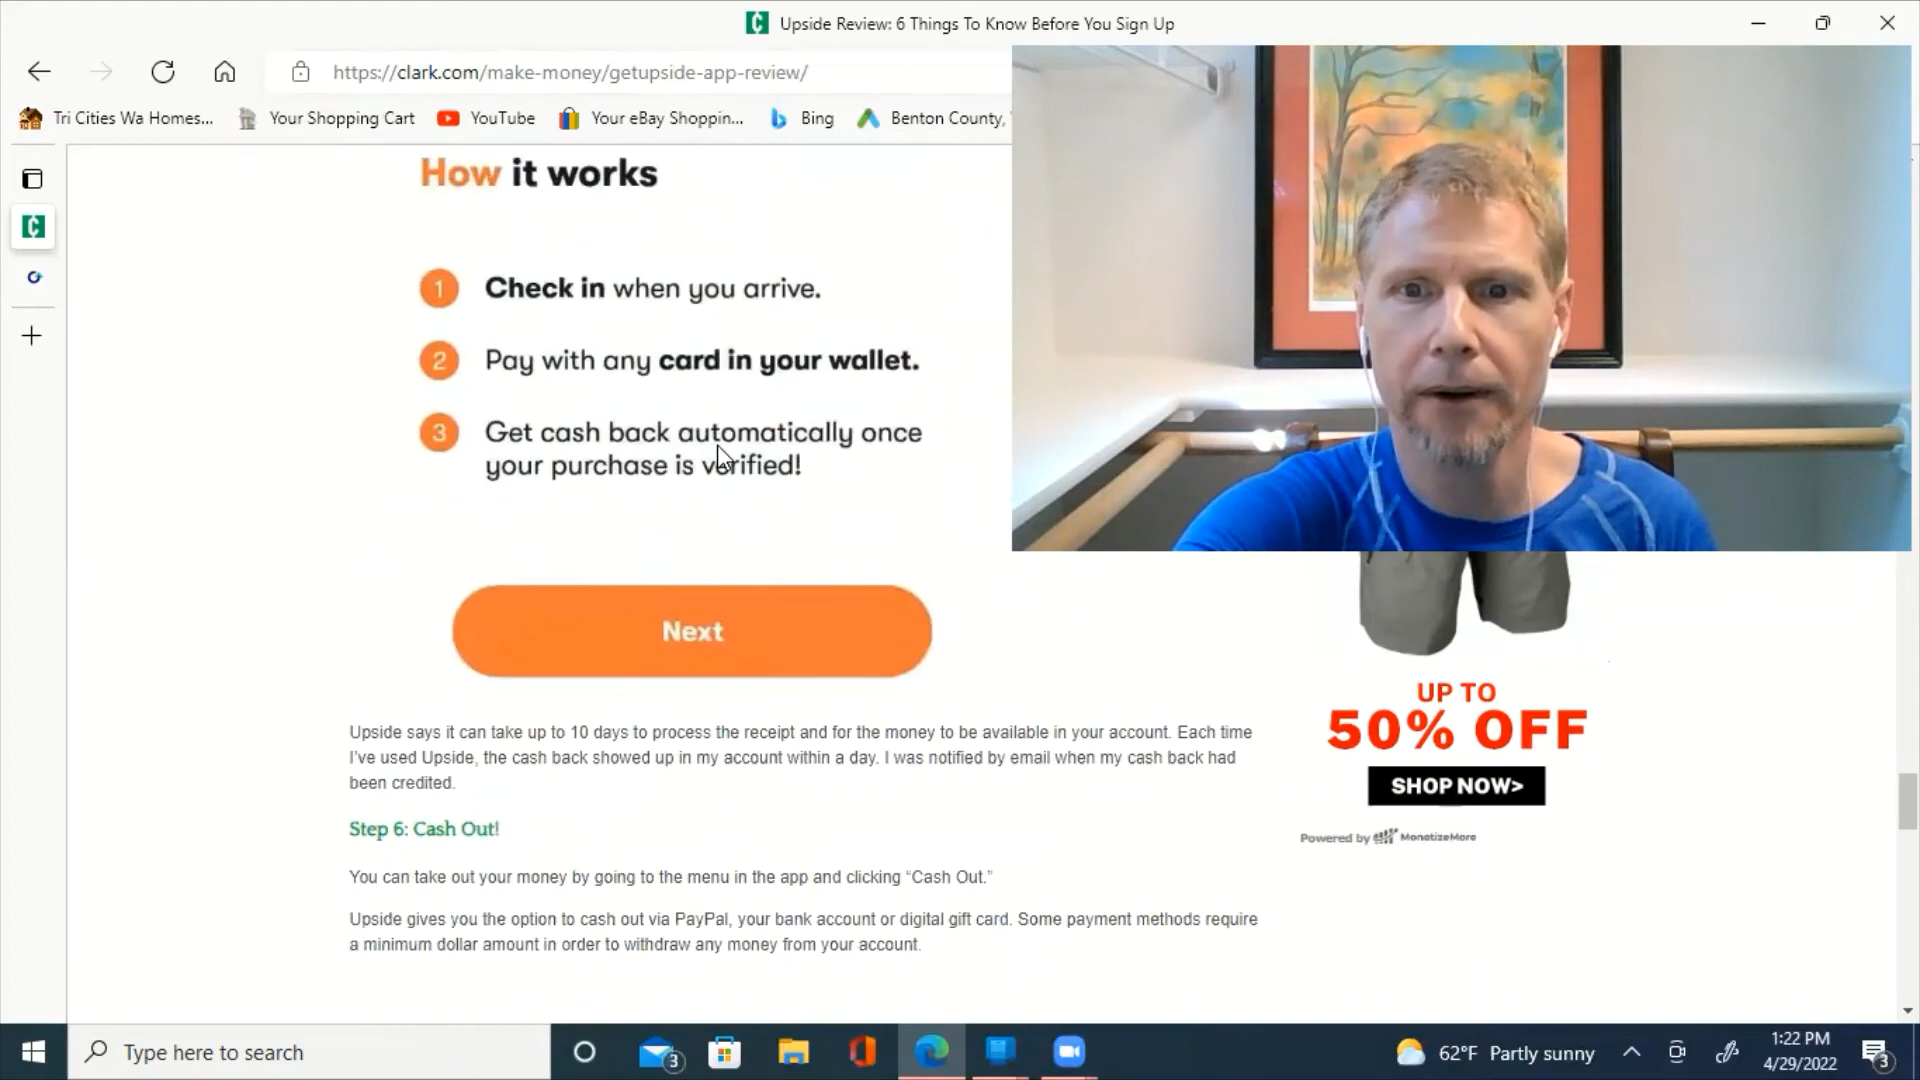 Upside Review: 6 Things To Know Before You Sign Up
https://clark.com/make-money/getupside-app-review/
Tri Cities Wa Homes... Your Shopping Cart YouTube Your eBay Shoppin... Bing Benton County,
How it works
1 Check in when you arrive.
2 Pay with any card in your wallet.
3 Get cash back automatically once
your purchase is verified!
Next
Upside says it can take up to 10 days to process the receipt and for the money to be available in your account. Each time
I've used Upside, the cash back showed up in my account within a day. I was notified by email when my cash back had
been credited.
Step 6: Cash Out!
You can take out your money by going to the menu in the app and clicking “Cash Out.”
Upside gives you the option to cash out via PayPal, your bank account or digital gift card. Some payment methods require
a minimum dollar amount in order to withdraw any money from your account.
UP TO
50% OFF
SHOP NOW>
Powered by MonetizeMore
Type here to search
3
62°F Partly sunny
1:22 PM
4/29/2022
3